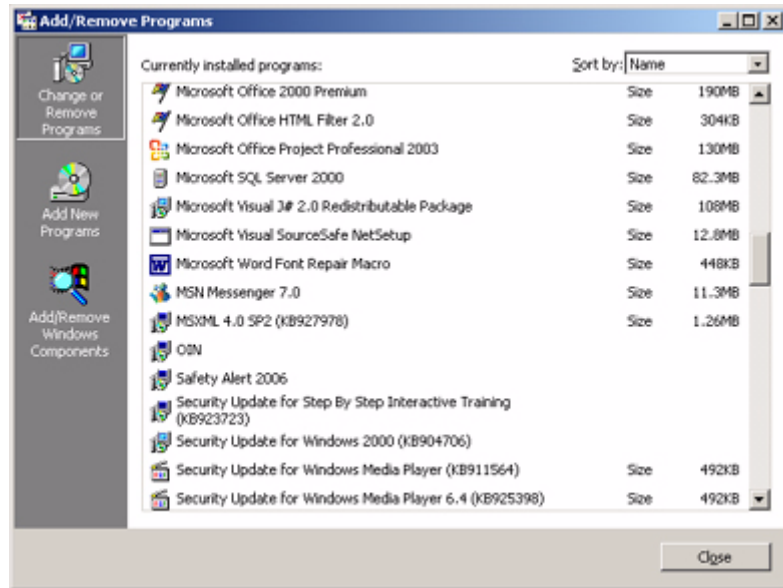 Add/Remove Programs
Change or
Remove
Programs
Add New
Programs
Add/Remove
Windows
Components
Currently installed programs:
Sort by: Name
Microsoft Office 2000 Premium Size 190MB
Microsoft Office HTML Filter 2.0 Size 304KB
Microsoft Office Project Professional 2003 Size 130MB
Microsoft SQL Server 2000 Size 82.3MB
Microsoft Visual J# 2.0 Redistributable Package Size 108MB
Microsoft Visual SourceSafe NetSetup Size 12.8MB
Microsoft Word Font Repair Macro Size 448KB
MSN Messenger 7.0 Size 11.3MB
MSXML 4.0 SP2 (KB927978) Size 1.26MB
OIN
Safety Alert 2006
Security Update for Step By Step Interactive Training
(KB923723)
Security Update for Windows 2000 (KB904706)
Security Update for Windows Media Player (KB911564) Size 492KB
Security Update for Windows Media Player 6.4 (KB925398) Size 492KB
Close